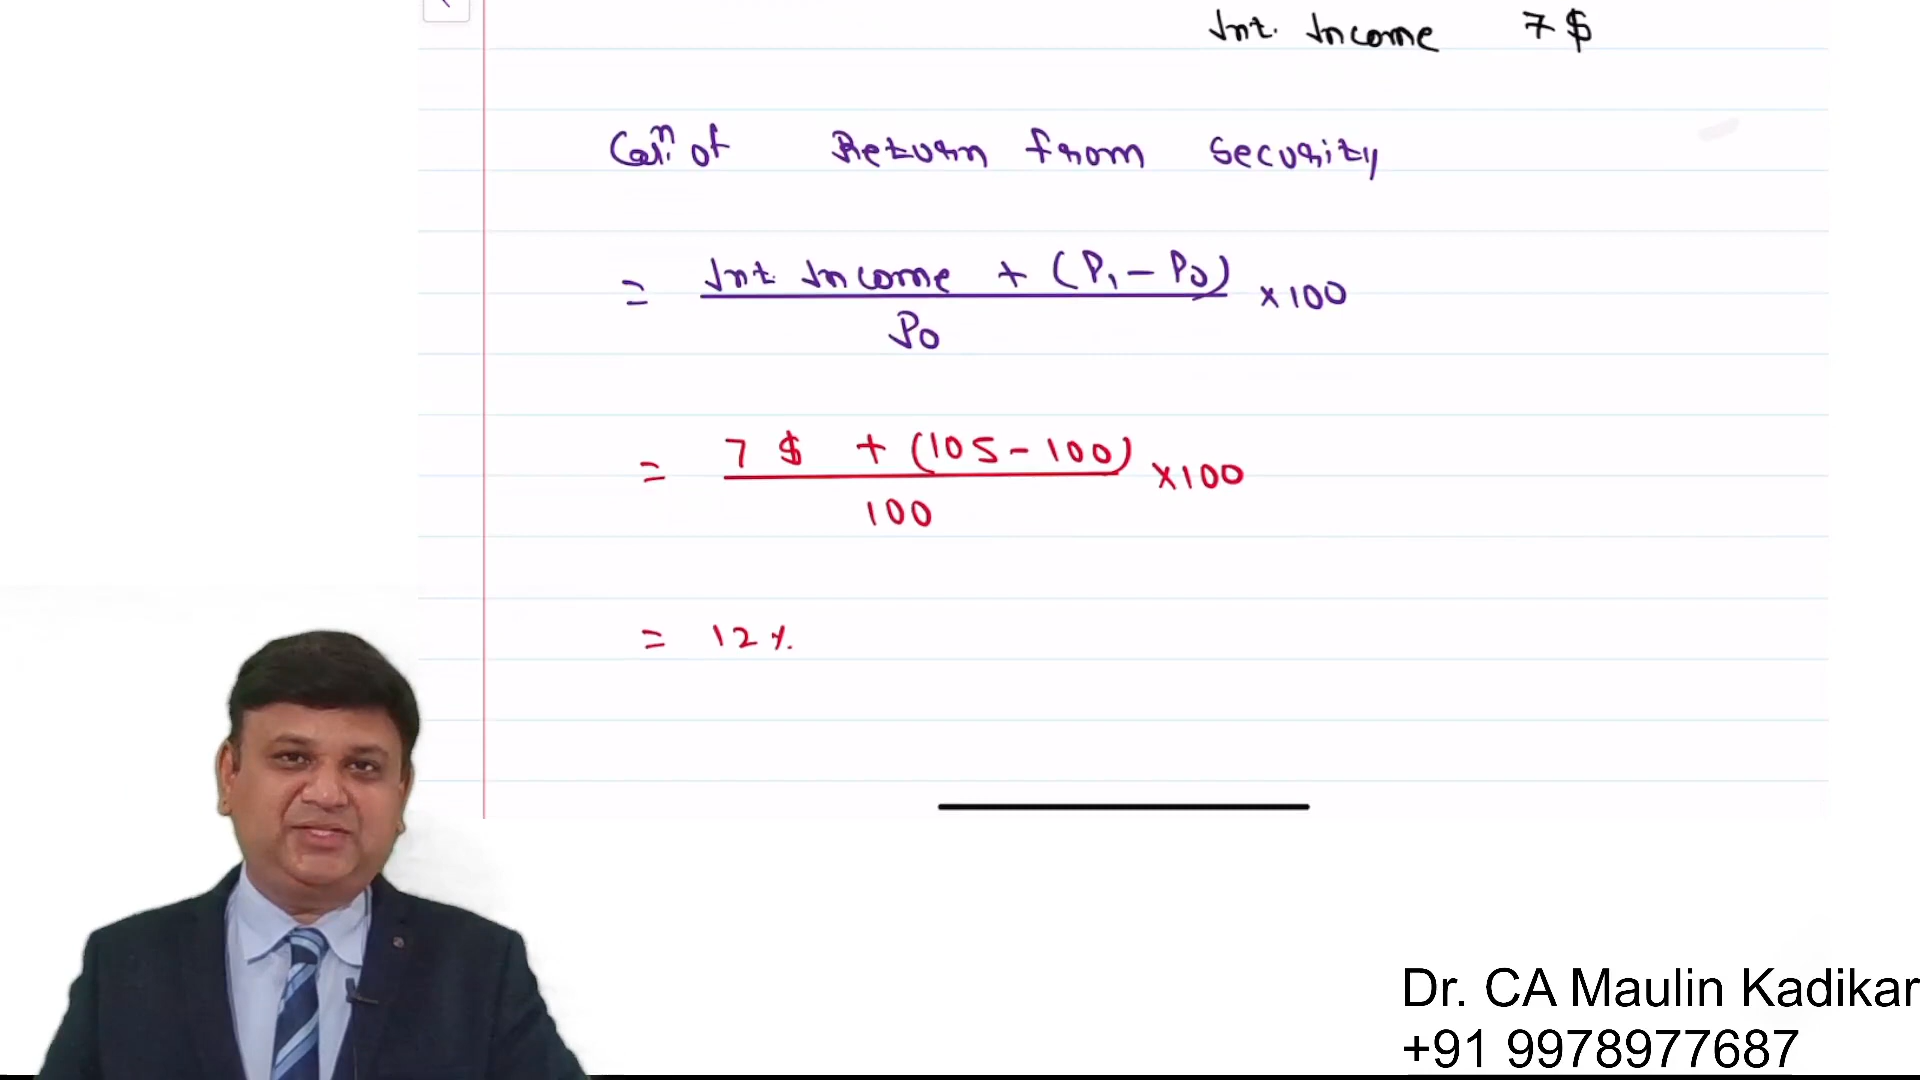 Int. Income 7 $
Caln. of Return from Security
= Int. Income + (P1 - P0) / P0 × 100
= 7 $ + (105 - 100) / 100 × 100
= 12 %
Dr. CA Maulin Kadikar
+91 9978977687